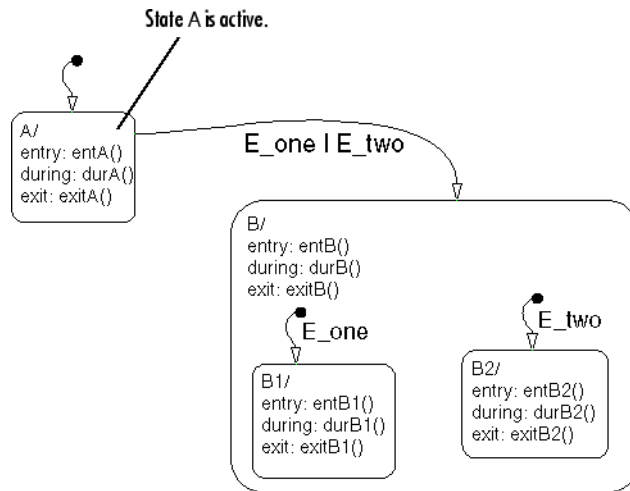 State A is active.
A/
entry: entA()
during: durA()
exit: exitA()
E_one | E_two
B/
entry: entB()
during: durB()
exit: exitB()
E_one
E_two
B1/
entry: entB1()
during: durB1()
exit: exitB1()
B2/
entry: entB2()
during: durB2()
exit: exitB2()